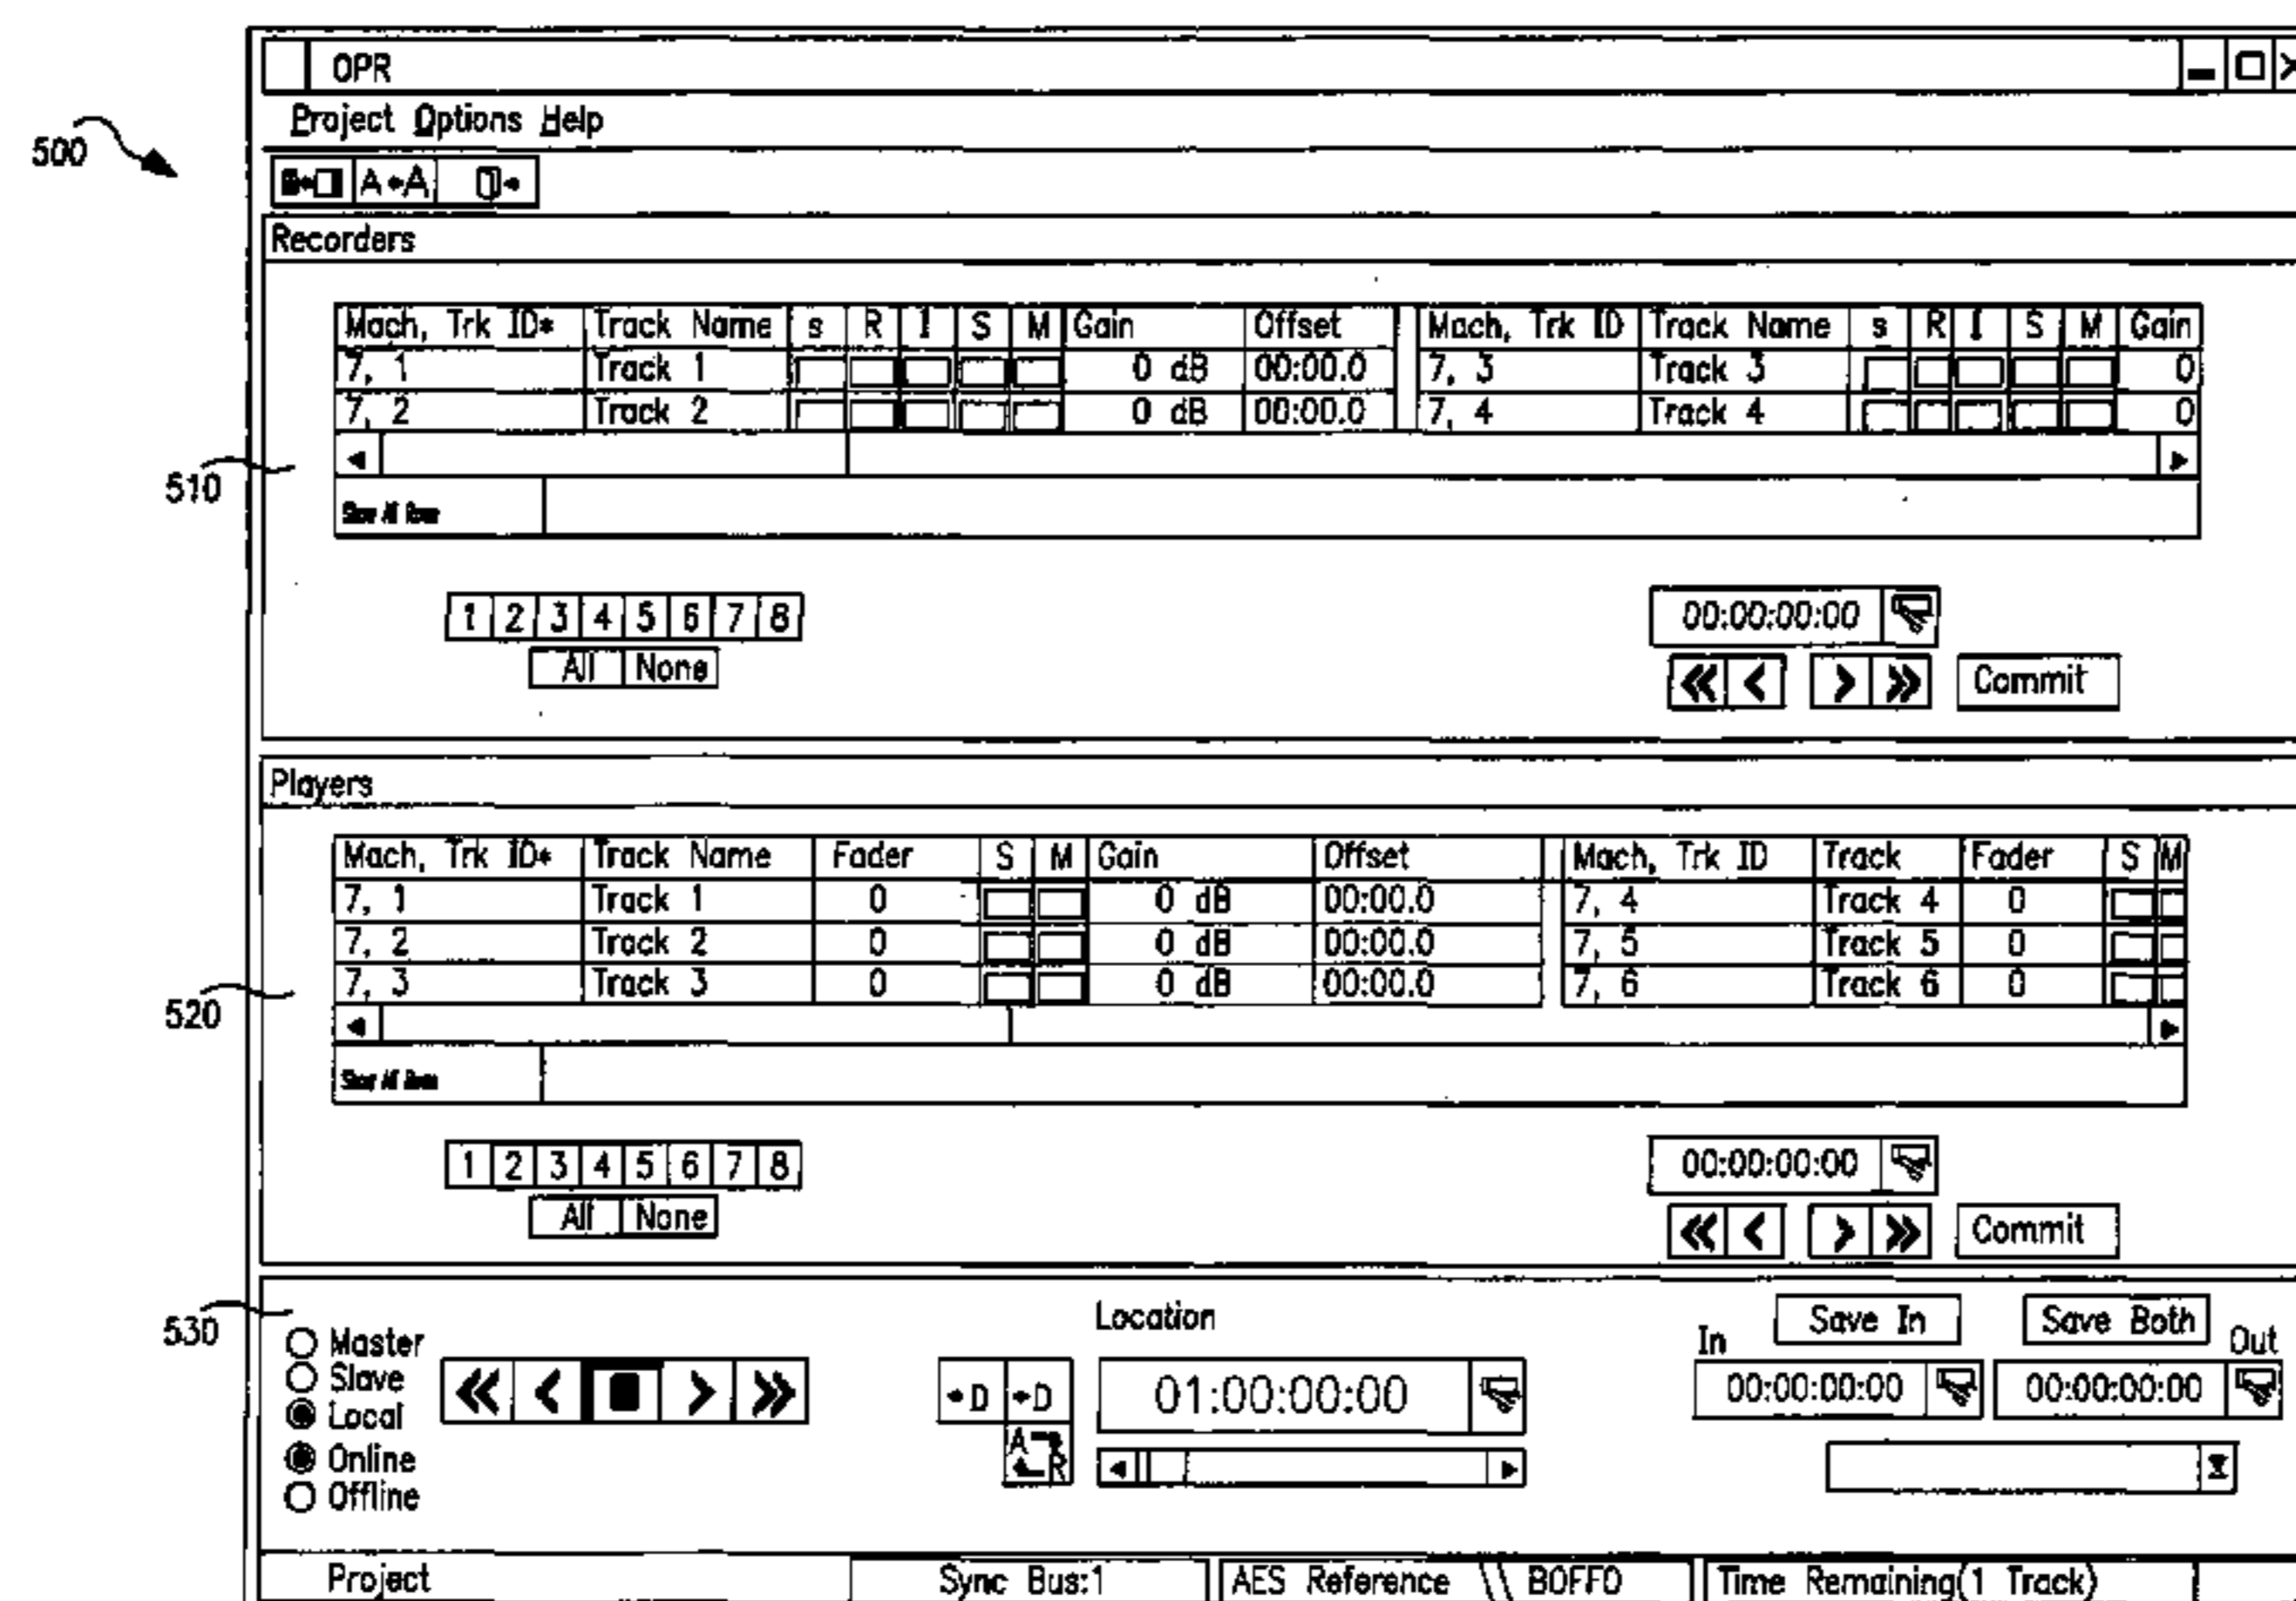 OPR
Project Options Help
500
A A
Recorders
Mach, Trk ID* Track Name s R I S M Gain Offset Mach, Trk ID Track Name s R I S M Gain
7, 1 Track 1 0 dB 00:00.0 7, 3 Track 3 0
7, 2 Track 2 0 dB 00:00.0 7, 4 Track 4 0
510
1 2 3 4 5 6 7 8 00:00:00:00
All None Commit
Players
Mach, Trk ID* Track Name Fader S M Gain Offset Mach, Trk ID Track Fader S M
7, 1 Track 1 0 0 dB 00:00.0 7, 4 Track 4 0
7, 2 Track 2 0 0 dB 00:00.0 7, 5 Track 5 0
7, 3 Track 3 0 0 dB 00:00.0 7, 6 Track 6 0
520
1 2 3 4 5 6 7 8 00:00:00:00
All None Commit
530
Location Save In Save Both
In Out
Master
Slave D D 01:00:00:00 00:00:00:00 00:00:00:00
Local
Online A R
Offline
Project Sync Bus:1 AES Reference BOFFO Time Remaining(1 Track)